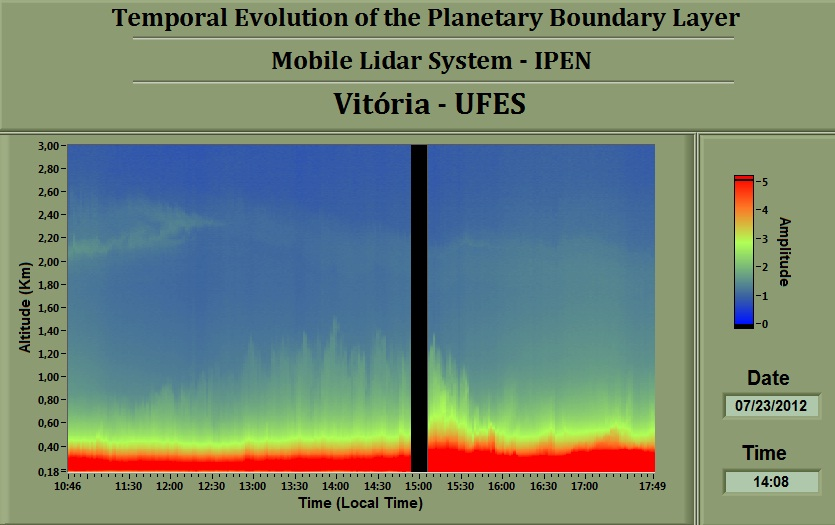 Temporal Evolution of the Planetary Boundary Layer
Mobile Lidar System - IPEN
Vitória - UFES
3,00
2,80
2,60
2,40
2,20
2,00
1,80
1,60
1,40
1,20
1,00
0,80
0,60
0,40
0,18
Altitude (Km)
10:46 11:30 12:00 12:30 13:00 13:30 14:00 14:30 15:00 15:30 16:00 16:30 17:00 17:49
Time (Local Time)
5
4
3
2
1
0
Amplitude
Date
07/23/2012
Time
14:08